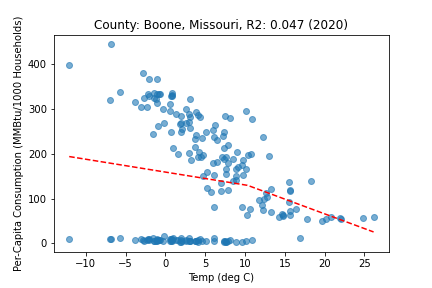 County: Boone, Missouri, R2: 0.047 (2020)
Per-Capita Consumption (MMBtu/1000 Households)
400
300
200
100
0
−10 −5 0 5 10 15 20 25
Temp (deg C)